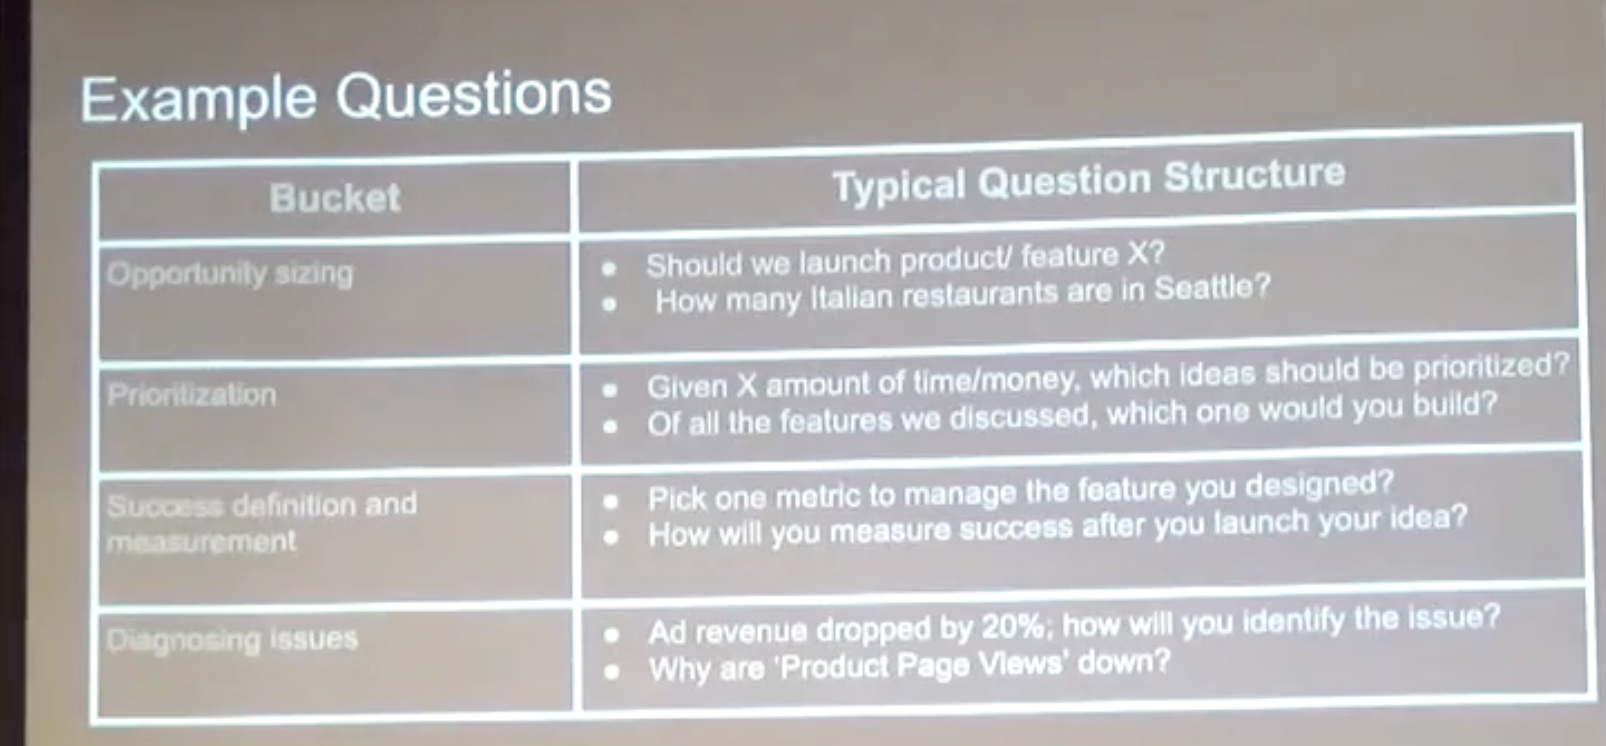 Example Questions
Bucket
Typical Question Structure
Opportunity sizing
• Should we launch product/ feature X?
• How many Italian restaurants are in Seattle?
Prioritization
• Given X amount of time/money, which ideas should be prioritized?
• Of all the features we discussed, which one would you build?
Success definition and
measurement
• Pick one metric to manage the feature you designed?
• How will you measure success after you launch your idea?
Diagnosing issues
• Ad revenue dropped by 20%; how will you identify the issue?
• Why are 'Product Page Views' down?